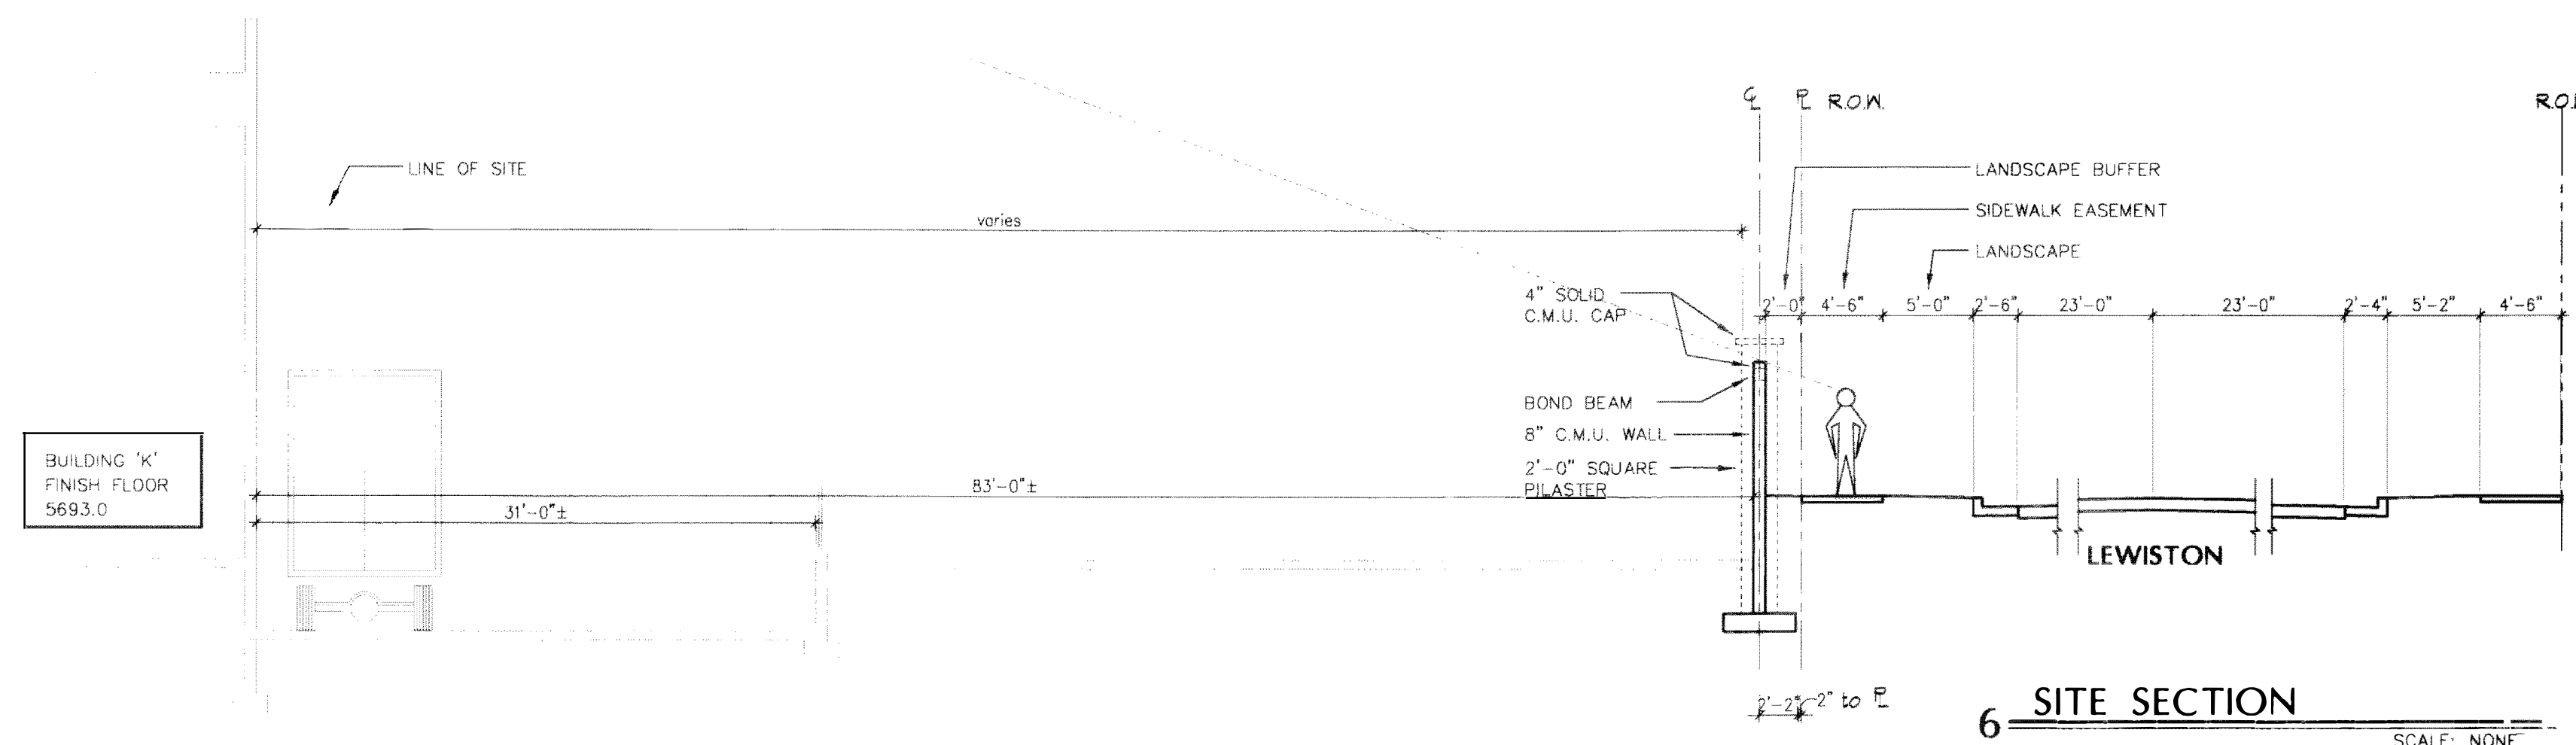 ℄ ⅊ R.O.W.
R.O.
LINE OF SITE
LANDSCAPE BUFFER
SIDEWALK EASEMENT
LANDSCAPE
varies
4" SOLID
C.M.U. CAP
2'-0" 4'-6" 5'-0" 2'-6" 23'-0" 23'-0" 2'-4" 5'-2" 4'-6"
BOND BEAM
8" C.M.U. WALL
2'-0" SQUARE
PILASTER
BUILDING 'K'
FINISH FLOOR
5693.0
83'-0"±
31'-0"±
LEWISTON
2'-2" 2" to ⅊
6 SITE SECTION
SCALE: NONE